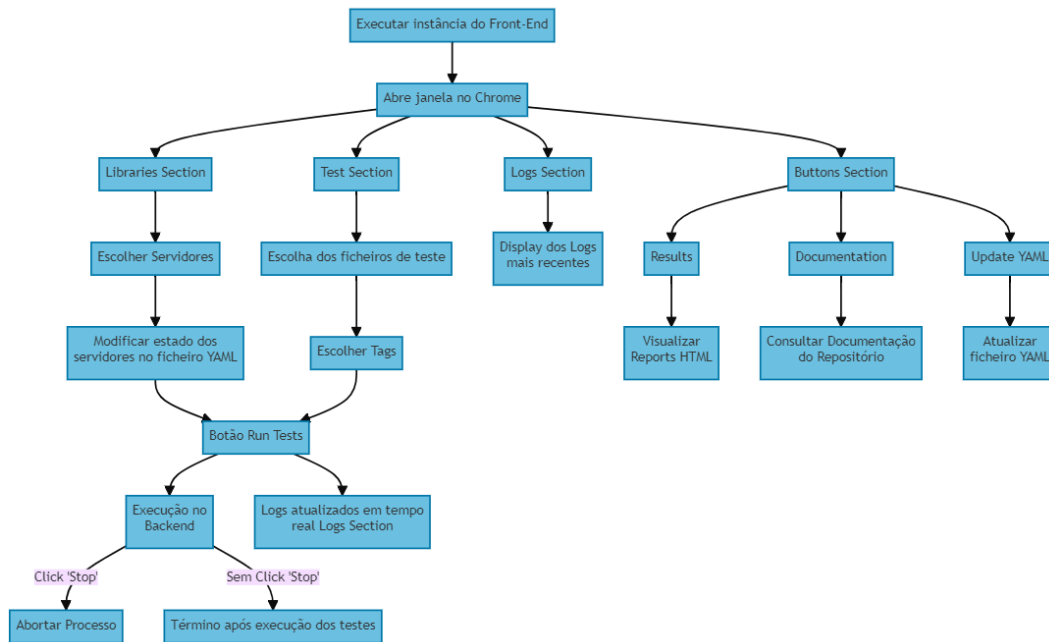 Executar instância do Front-End
Abre janela no Chrome
Libraries Section
Test Section
Logs Section
Buttons Section
Escolher Servidores
Escolha dos ficheiros de teste
Display dos Logs
mais recentes
Results
Documentation
Update YAML
Modificar estado dos
servidores no ficheiro YAML
Escolher Tags
Visualizar
Reports HTML
Consultar Documentação
do Repositório
Atualizar
ficheiro YAML
Botão Run Tests
Execução no
Backend
Logs atualizados em tempo
real Logs Section
Click 'Stop'
Sem Click 'Stop'
Abortar Processo
Término após execução dos testes